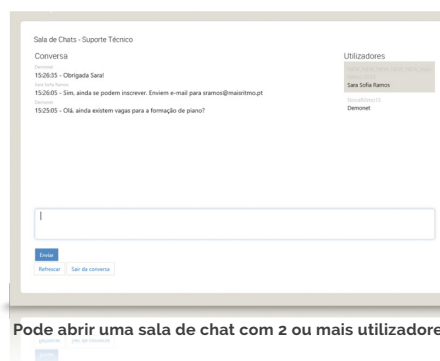 Sala de Chats - Suporte Técnico
Conversa
Demonet
15:26:35 - Obrigada Sara!
Sara Sofia Ramos
15:26:05 - Sim, ainda se podem inscrever. Enviem e-mail para sramos@maisritmo.pt
Demonet
15:25:05 - Olá, ainda existem vagas para a formação de piano?
Utilizadores
Sara Sofia Ramos
Demonet
Enviar
Refrescar Sair da conversa
Pode abrir uma sala de chat com 2 ou mais utilizadore